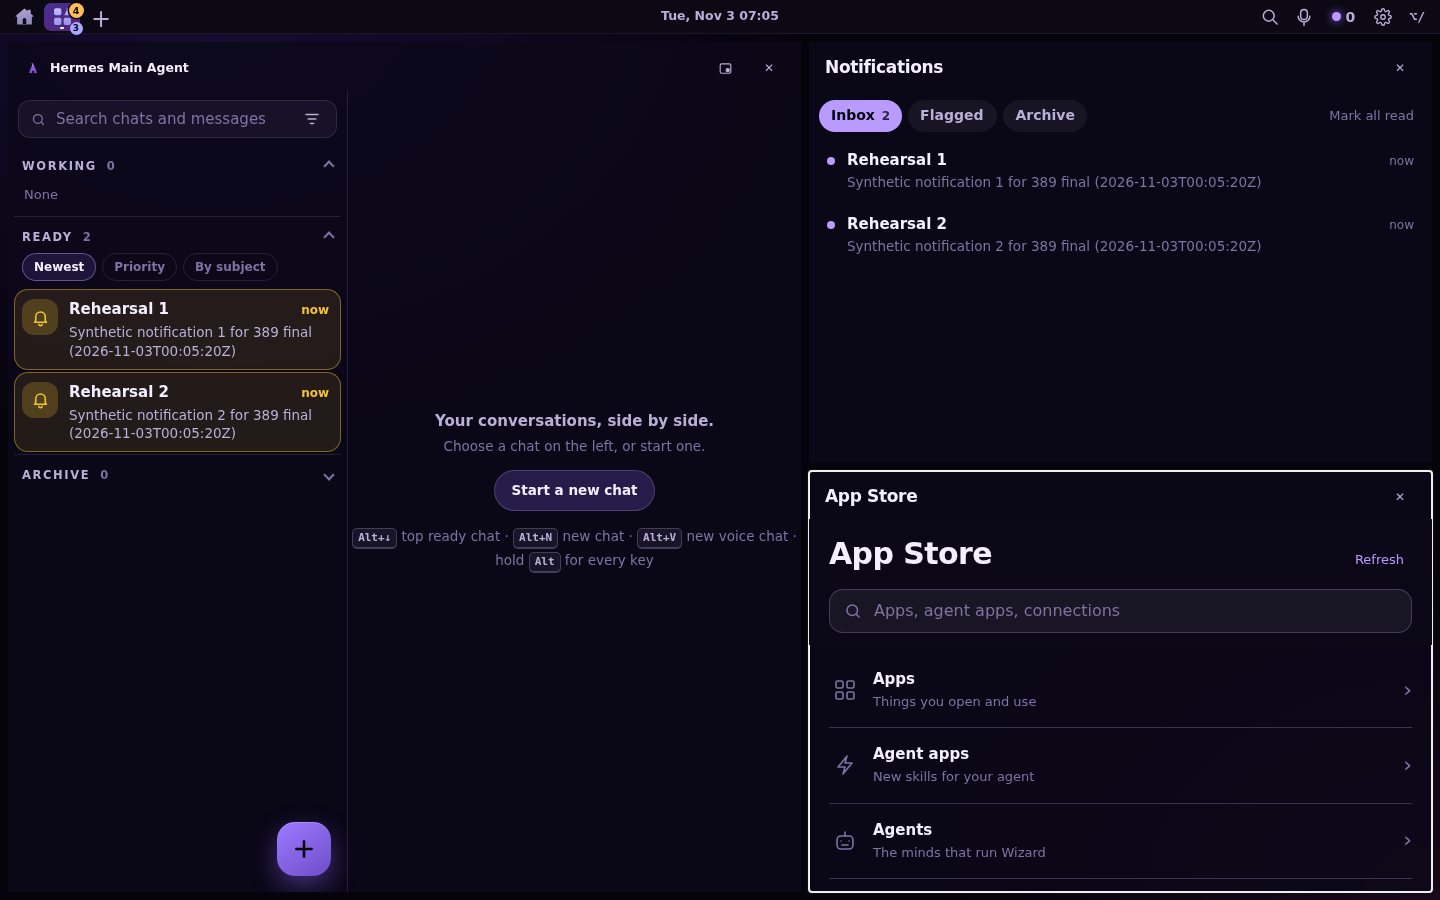 4
3
Tue, Nov 3 07:05
0
⌥/
Hermes Main Agent
Search chats and messages
WORKING 0
None
READY 2
Newest Priority By subject
Rehearsal 1 now
Synthetic notification 1 for 389 final
(2026-11-03T00:05:20Z)
Rehearsal 2 now
Synthetic notification 2 for 389 final
(2026-11-03T00:05:20Z)
ARCHIVE 0
Your conversations, side by side.
Choose a chat on the left, or start one.
Start a new chat
Alt+↓ top ready chat · Alt+N new chat · Alt+V new voice chat ·
hold Alt for every key
Notifications
Inbox 2 Flagged Archive Mark all read
Rehearsal 1 now
Synthetic notification 1 for 389 final (2026-11-03T00:05:20Z)
Rehearsal 2 now
Synthetic notification 2 for 389 final (2026-11-03T00:05:20Z)
App Store
App Store
Refresh
Apps, agent apps, connections
Apps
Things you open and use
Agent apps
New skills for your agent
Agents
The minds that run Wizard